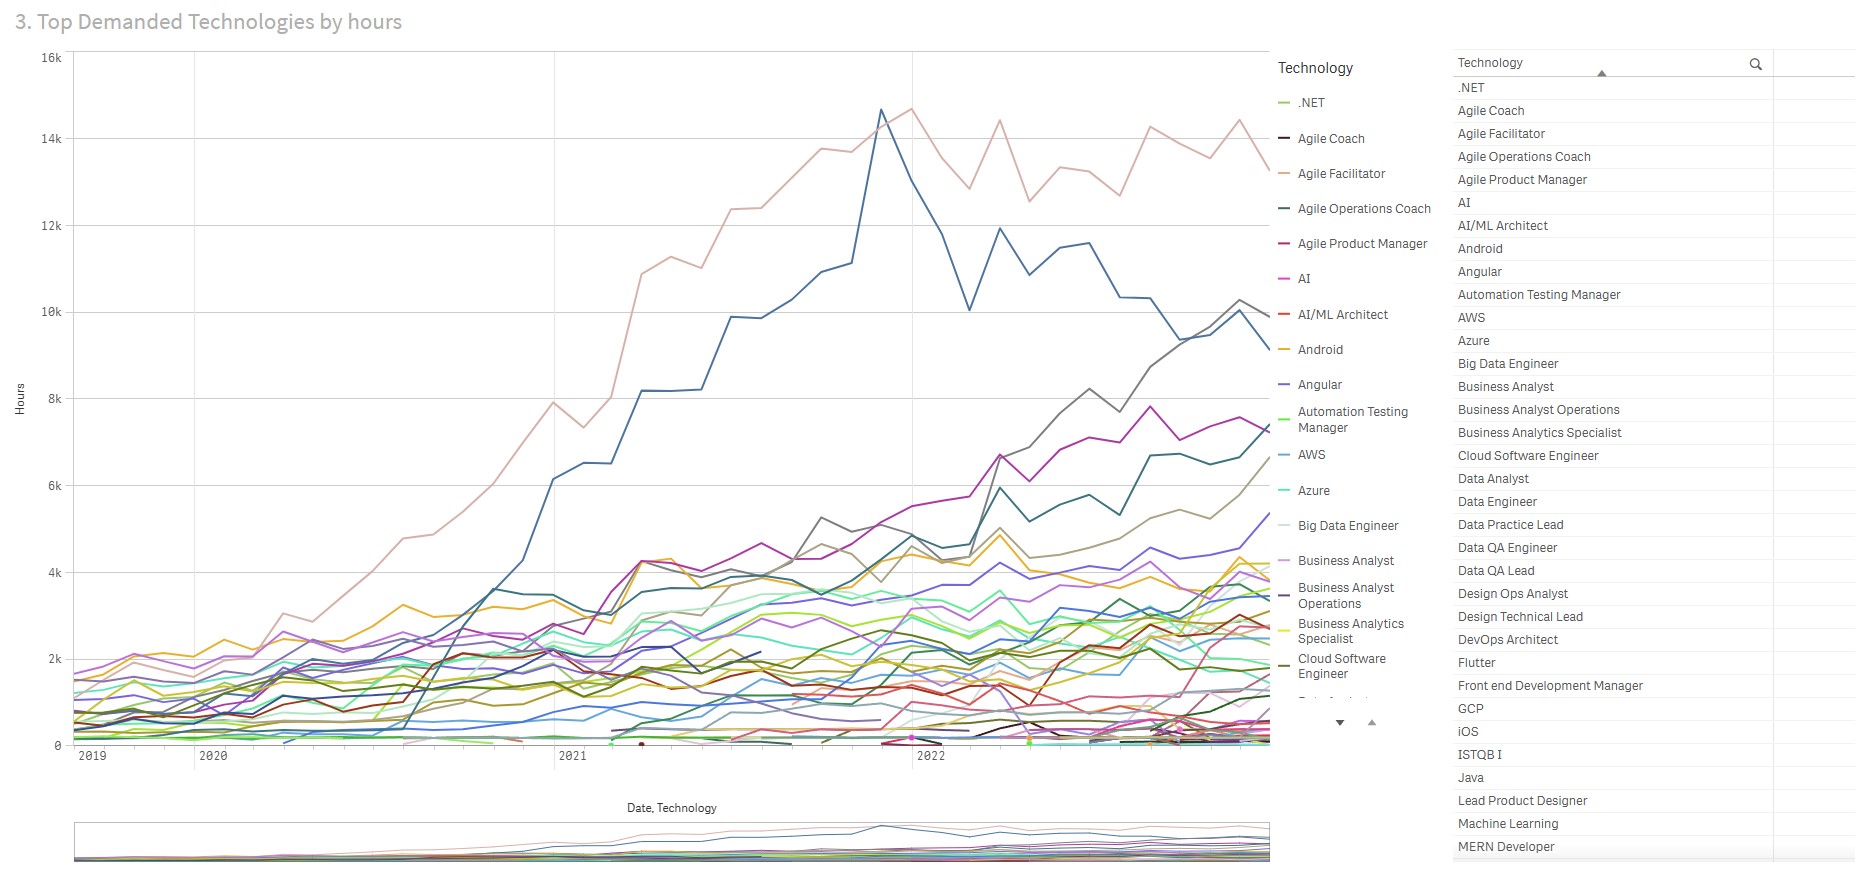 3. Top Demanded Technologies by hours
16k
14k
12k
10k
8k
6k
4k
2k
0
Hours
2019
2020
2021
2022
Date, Technology
Technology
.NET
Agile Coach
Agile Facilitator
Agile Operations Coach
Agile Product Manager
AI
AI/ML Architect
Android
Angular
Automation Testing
Manager
AWS
Azure
Big Data Engineer
Business Analyst
Business Analyst
Operations
Business Analytics
Specialist
Cloud Software
Engineer
Technology
.NET
Agile Coach
Agile Facilitator
Agile Operations Coach
Agile Product Manager
AI
AI/ML Architect
Android
Angular
Automation Testing Manager
AWS
Azure
Big Data Engineer
Business Analyst
Business Analyst Operations
Business Analytics Specialist
Cloud Software Engineer
Data Analyst
Data Engineer
Data Practice Lead
Data QA Engineer
Data QA Lead
Design Ops Analyst
Design Technical Lead
DevOps Architect
Flutter
Front end Development Manager
GCP
iOS
ISTQB I
Java
Lead Product Designer
Machine Learning
MERN Developer